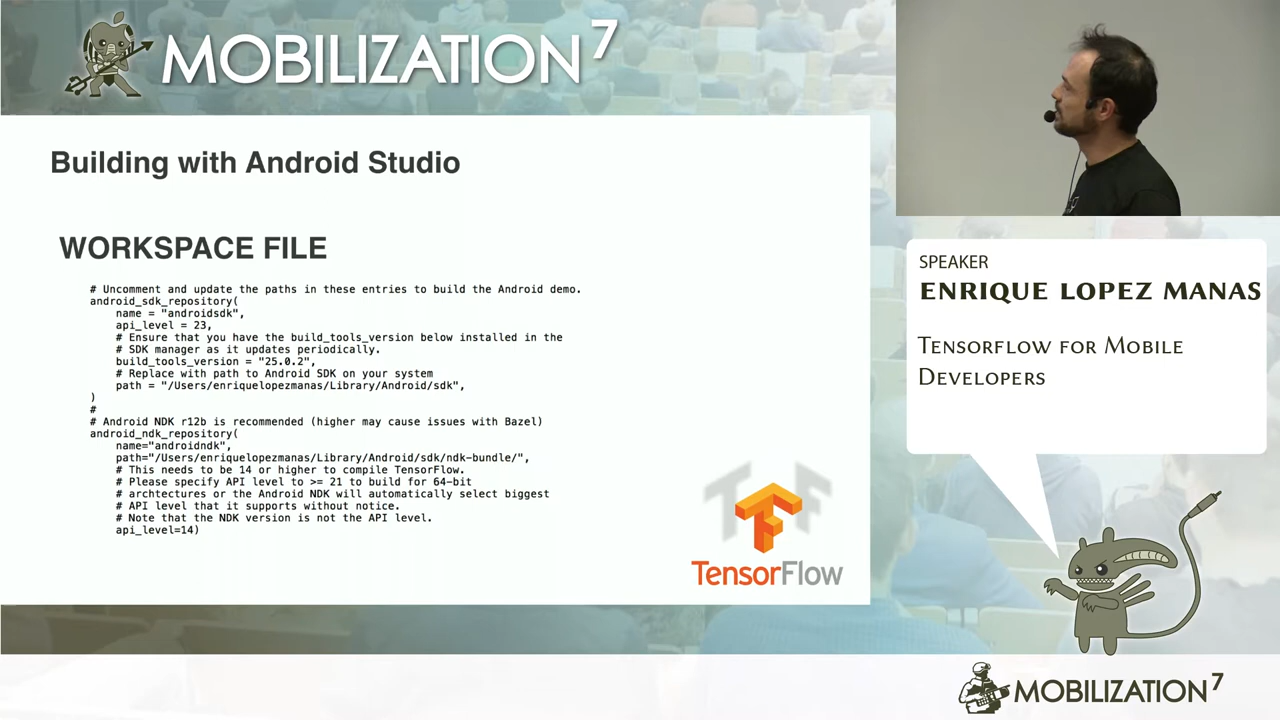 MOBILIZATION7
Building with Android Studio
WORKSPACE FILE
# Uncomment and update the paths in these entries to build the Android demo.
android_sdk_repository(
name = "androidsdk",
api_level = 23,
# Ensure that you have the build_tools_version below installed in the
# SDK manager as it updates periodically.
build_tools_version = "25.0.2",
# Replace with path to Android SDK on your system
path = "/Users/enriquelopezmanas/Library/Android/sdk",
)
#
# Android NDK r12b is recommended (higher may cause issues with Bazel)
android_ndk_repository(
name="androidndk",
path="/Users/enriquelopezmanas/Library/Android/sdk/ndk-bundle/",
# This needs to be 14 or higher to compile TensorFlow.
# Please specify API level to >= 21 to build for 64-bit
# archtectures or the Android NDK will automatically select biggest
# API level that it supports without notice.
# Note that the NDK version is not the API level.
api_level=14)
TensorFlow
SPEAKER
ENRIQUE LOPEZ MANAS
TENSORFLOW FOR MOBILE
DEVELOPERS
MOBILIZATION7